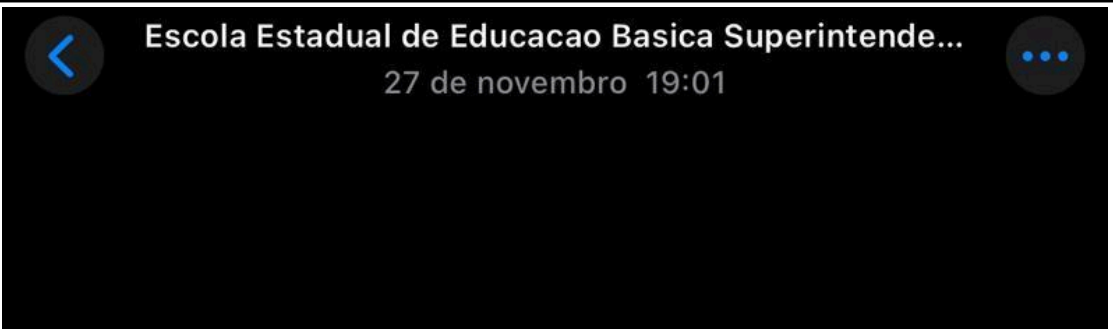 Escola Estadual de Educacao Basica Superintende...
27 de novembro 19:01